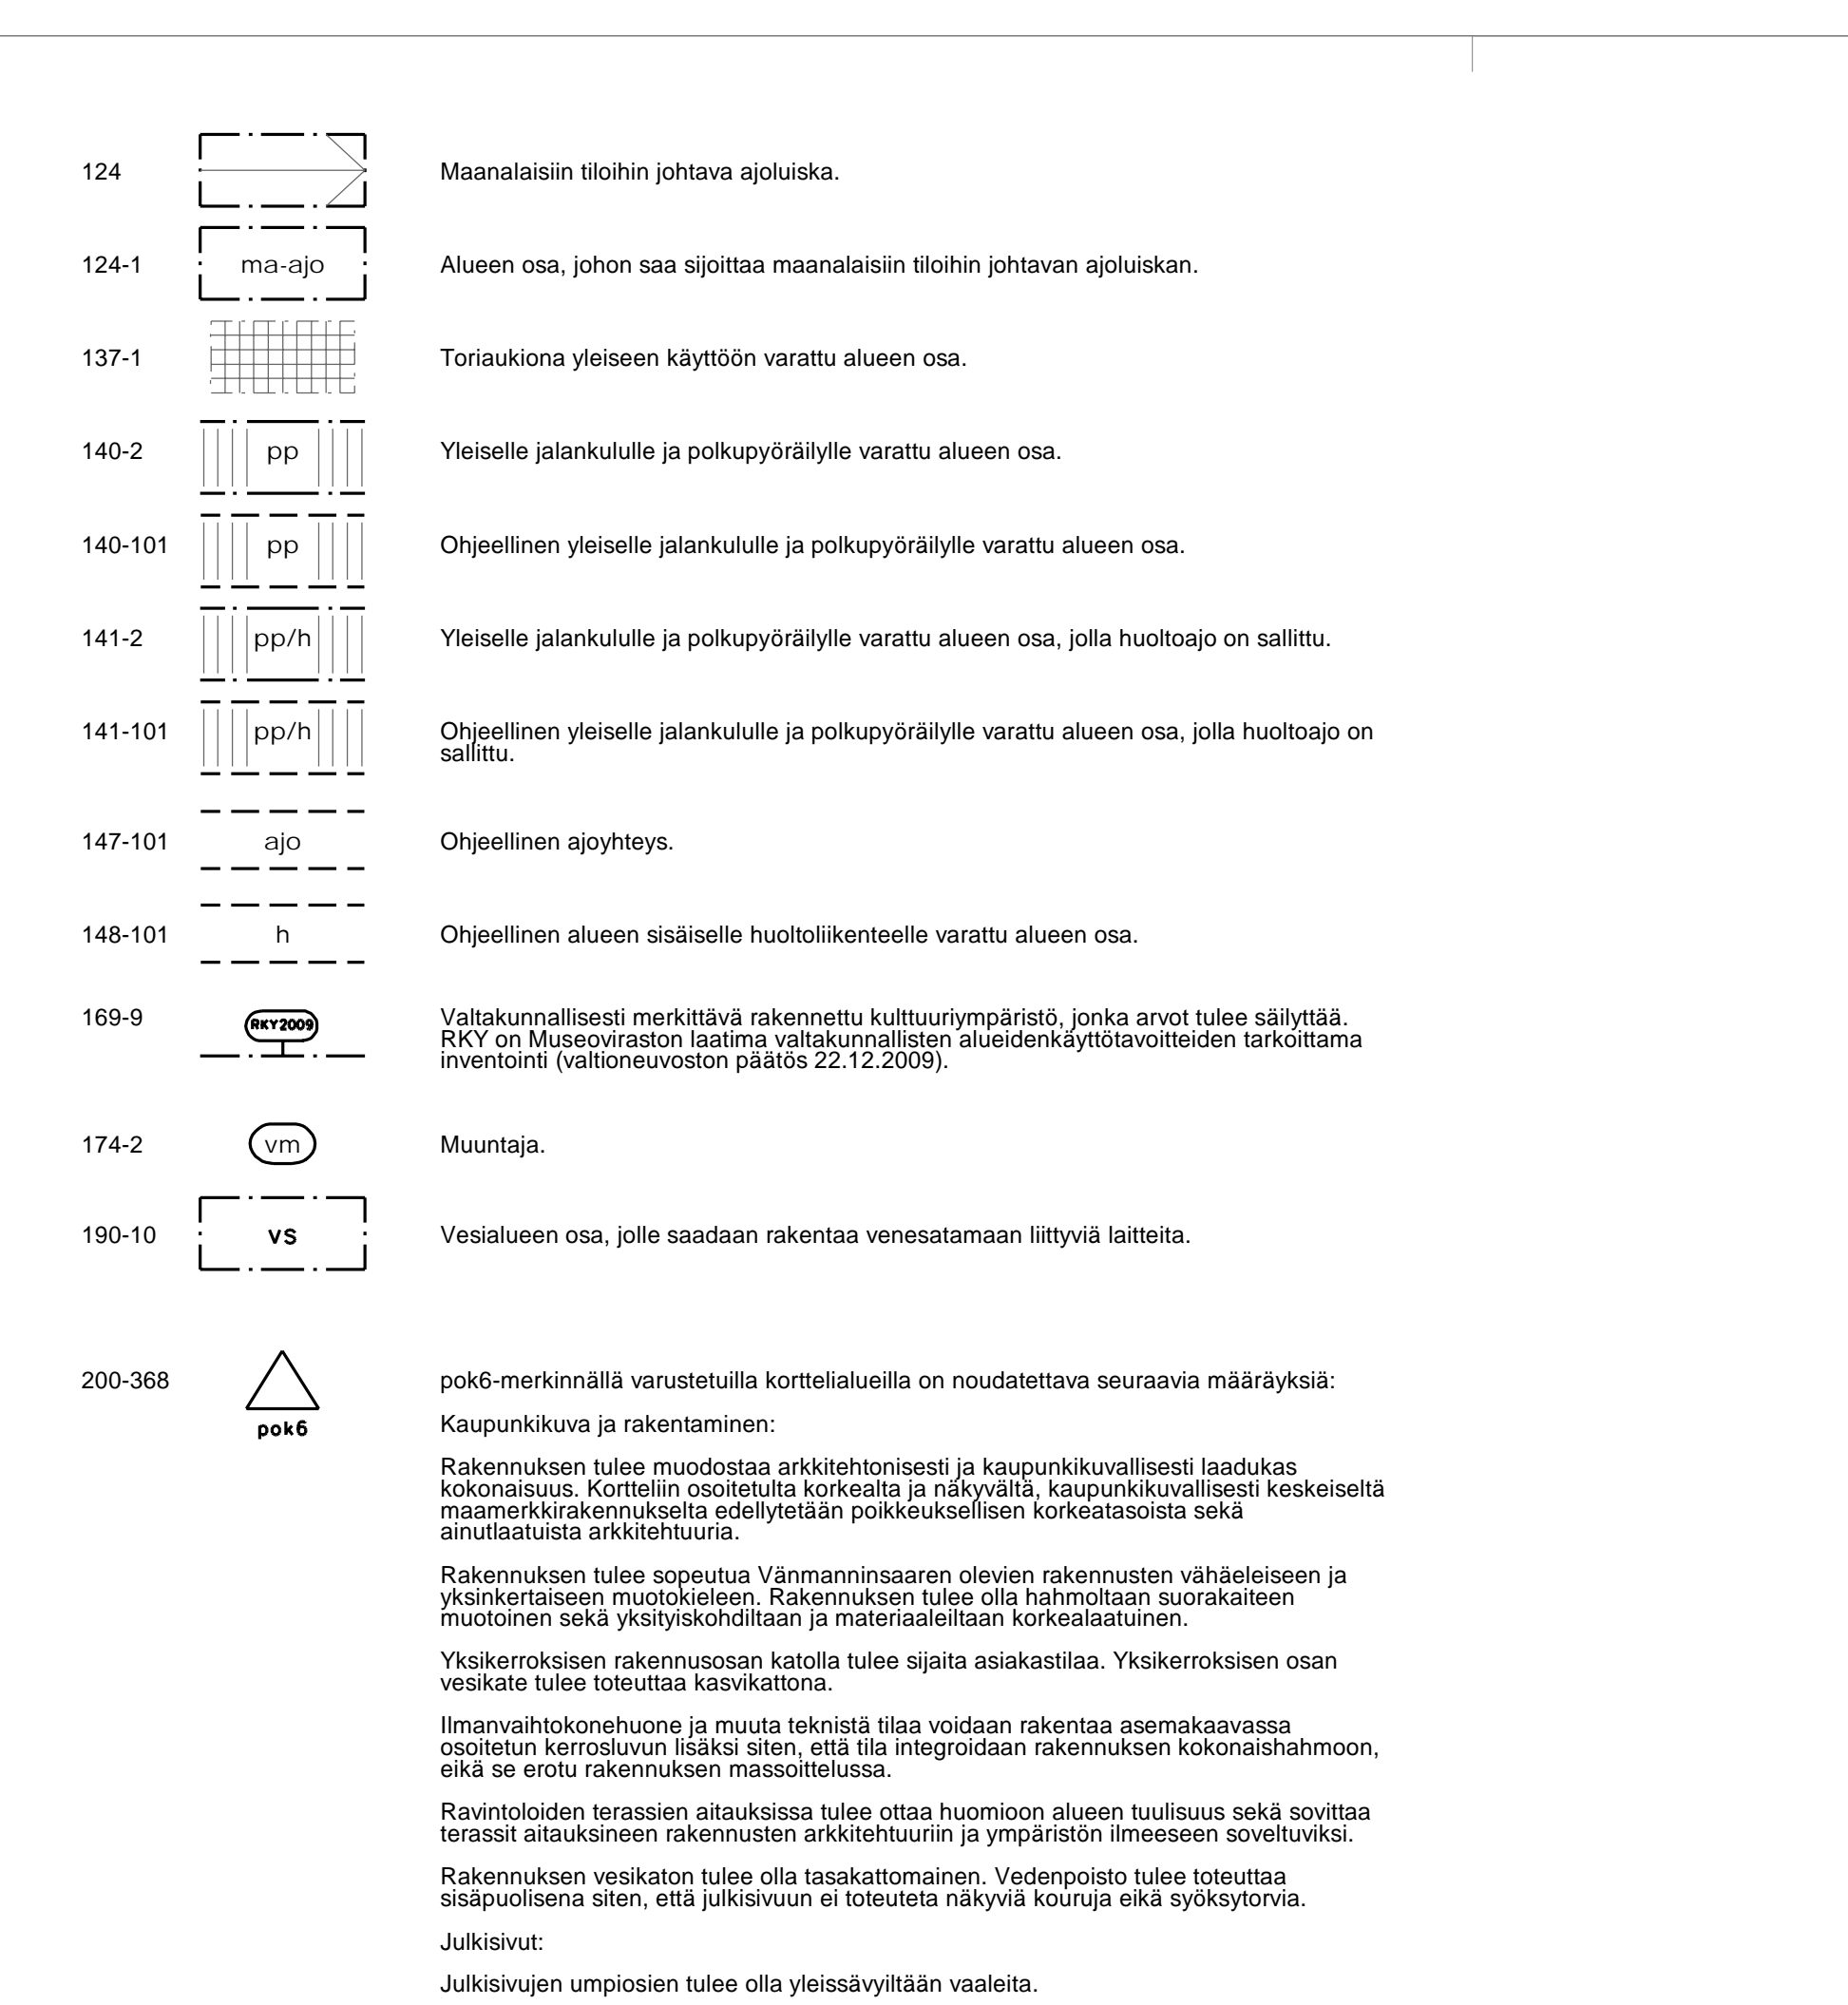 124
Maanalaisiin tiloihin johtava ajoluiska.
124-1
ma-ajo
Alueen osa, johon saa sijoittaa maanalaisiin tiloihin johtavan ajoluiskan.
137-1
Toriaukiona yleiseen käyttöön varattu alueen osa.
140-2
pp
Yleiselle jalankululle ja polkupyöräilylle varattu alueen osa.
140-101
pp
Ohjeellinen yleiselle jalankululle ja polkupyöräilylle varattu alueen osa.
141-2
pp/h
Yleiselle jalankululle ja polkupyöräilylle varattu alueen osa, jolla huoltoajo on sallittu.
141-101
pp/h
Ohjeellinen yleiselle jalankululle ja polkupyöräilylle varattu alueen osa, jolla huoltoajo on
sallittu.
147-101
ajo
Ohjeellinen ajoyhteys.
148-101
h
Ohjeellinen alueen sisäiselle huoltoliikenteelle varattu alueen osa.
169-9
RKY2009
Valtakunnallisesti merkittävä rakennettu kulttuuriympäristö, jonka arvot tulee säilyttää.
RKY on Museoviraston laatima valtakunnallisten alueidenkäyttötavoitteiden tarkoittama
inventointi (valtioneuvoston päätös 22.12.2009).
174-2
vm
Muuntaja.
190-10
vs
Vesialueen osa, jolle saadaan rakentaa venesatamaan liittyviä laitteita.
200-368
pok6
pok6-merkinnällä varustetuilla korttelialueilla on noudatettava seuraavia määräyksiä:
Kaupunkikuva ja rakentaminen:
Rakennuksen tulee muodostaa arkkitehtonisesti ja kaupunkikuvallisesti laadukas
kokonaisuus. Kortteliin osoitetulta korkealta ja näkyvältä, kaupunkikuvallisesti keskeiseltä
maamerkkirakennukselta edellytetään poikkeuksellisen korkeatasoista sekä
ainutlaatuista arkkitehtuuria.
Rakennuksen tulee sopeutua Vänmanninsaaren olevien rakennusten vähäeleiseen ja
yksinkertaiseen muotokieleen. Rakennuksen tulee olla hahmoltaan suorakaiteen
muotoinen sekä yksityiskohdiltaan ja materiaaleiltaan korkealaatuinen.
Yksikerroksisen rakennusosan katolla tulee sijaita asiakastilaa. Yksikerroksisen osan
vesikate tulee toteuttaa kasvikattona.
Ilmanvaihtokonehuone ja muuta teknistä tilaa voidaan rakentaa asemakaavassa
osoitetun kerrosluvun lisäksi siten, että tila integroidaan rakennuksen kokonaishahmoon,
eikä se erotu rakennuksen massoittelussa.
Ravintoloiden terassien aitauksissa tulee ottaa huomioon alueen tuulisuus sekä sovittaa
terassit aitauksineen rakennusten arkkitehtuuriin ja ympäristön ilmeeseen soveltuviksi.
Rakennuksen vesikaton tulee olla tasakattomainen. Vedenpoisto tulee toteuttaa
sisäpuolisena siten, että julkisivuun ei toteuteta näkyviä kouruja eikä syöksytorvia.
Julkisivut:
Julkisivujen umpiosien tulee olla yleissävyiltään vaaleita.